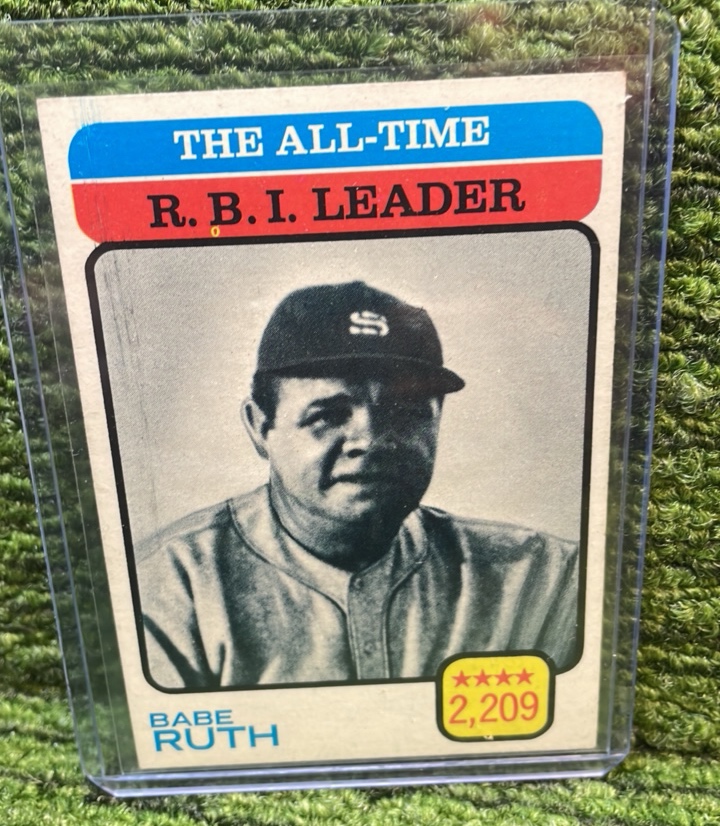 THE ALL-TIME
R.B.I. LEADER
S
★★★★
2,209
BABE
RUTH